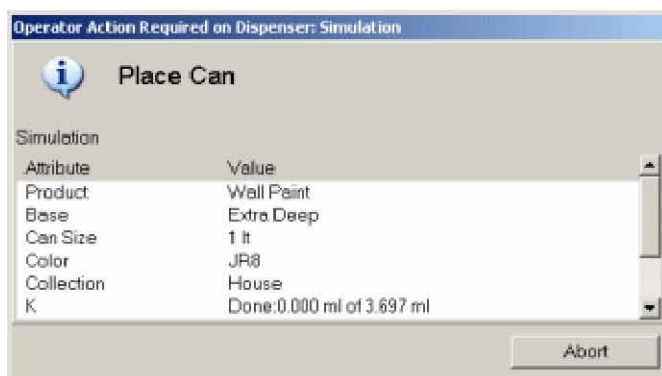 Operator Action Required on Dispenser: Simulation
Place Can
Simulation
Attribute Value
Product Wall Paint
Base Extra Deep
Can Size 1 lt
Color JR8
Collection House
K Done:0.000 ml of 3.697 ml
Abort